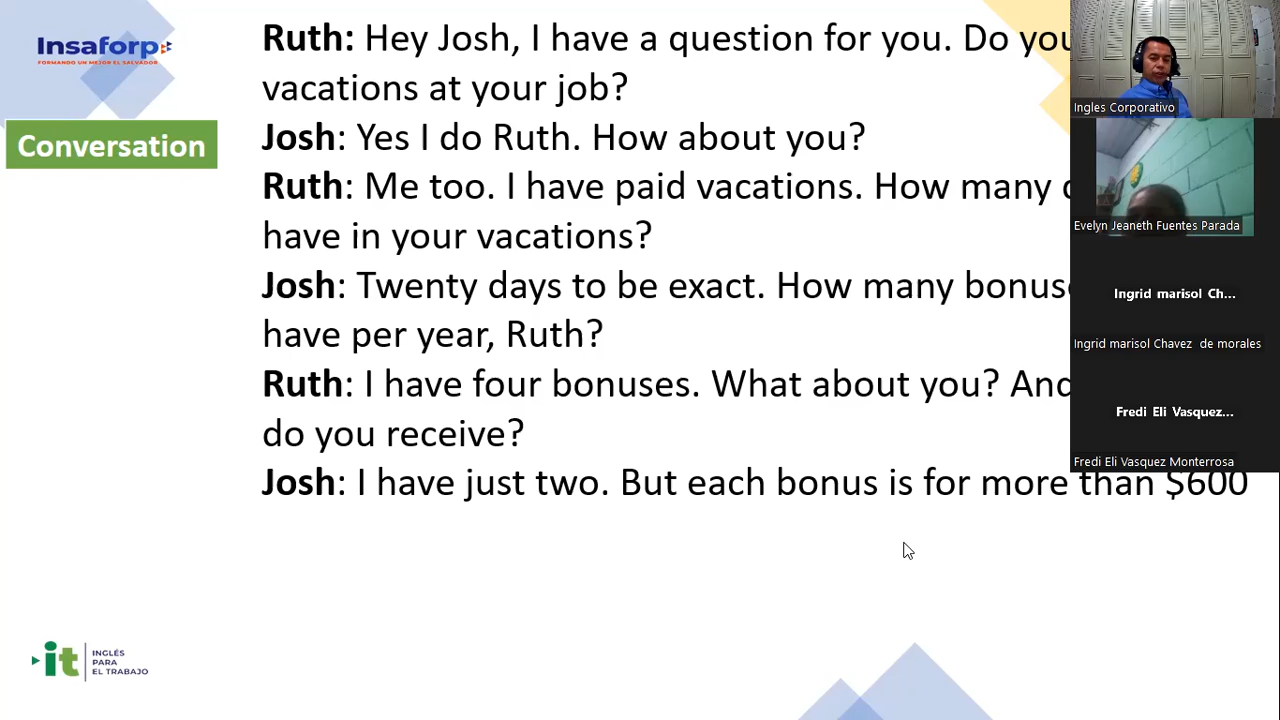 Insaforp
FORMANDO UN MEJOR EL SALVADOR
Conversation
Ruth: Hey Josh, I have a question for you. Do you
vacations at your job?
Josh: Yes I do Ruth. How about you?
Ruth: Me too. I have paid vacations. How many
have in your vacations?
Josh: Twenty days to be exact. How many
have per year, Ruth?
Ruth: I have four bonuses. What about you? And
do you receive?
Josh: I have just two. But each bonus is for more than $600
it INGLÉS
PARA
EL TRABAJO
Ingles Corporativo
Evelyn Jeaneth Fuentes Parada
Ingrid marisol Ch...
Ingrid marisol Chavez de morales
Fredi Eli Vasquez...
Fredi Eli Vasquez Monterrosa